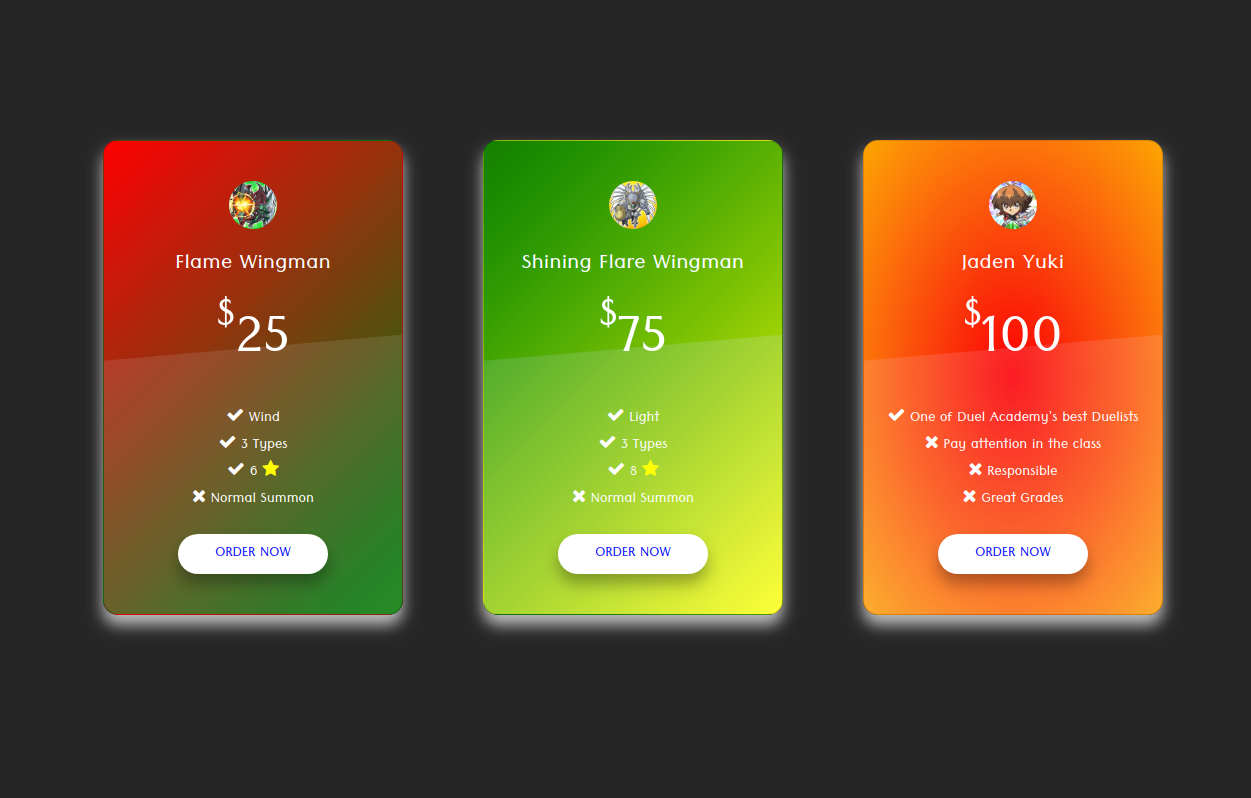 Flame Wingman
$25
Wind
3 Types
6
Normal Summon
ORDER NOW
Shining Flare Wingman
$75
Light
3 Types
8
Normal Summon
ORDER NOW
Jaden Yuki
$100
One of Duel Academy's best Duelists
Pay attention in the class
Responsible
Great Grades
ORDER NOW